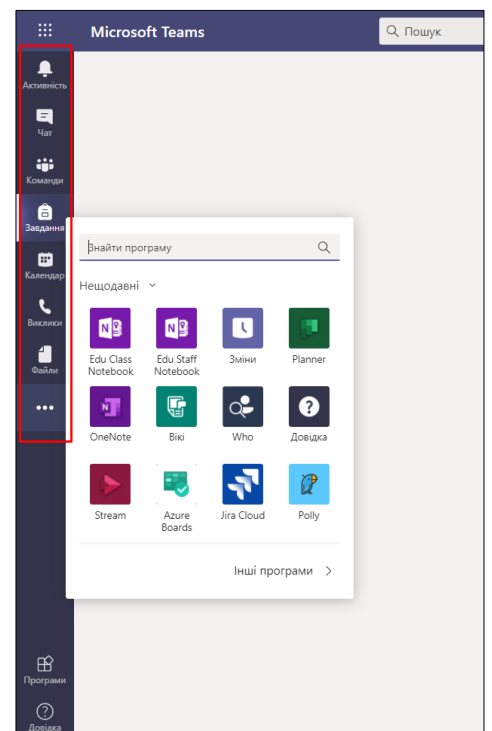 Microsoft Teams
Пошук
Активність
Чат
Команди
Завдання
Календар
Виклики
Файли
Знайти програму
Нещодавні
Edu Class
Notebook
Edu Staff
Notebook
Зміни
Planner
OneNote
Вікі
Who
Довідка
Stream
Azure
Boards
Jira Cloud
Polly
Інші програми
Програми
Довідка